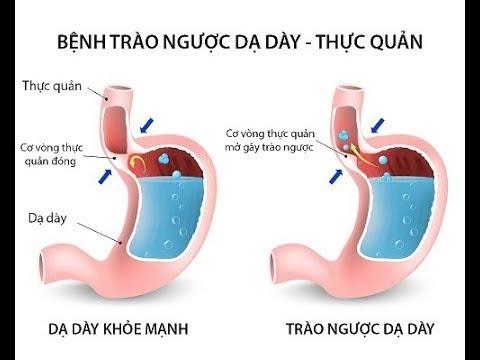 BỆNH TRÀO NGƯỢC DẠ DÀY - THỰC QUẢN
Thực quản
Cơ vòng thực
quản đóng
Dạ dày
Cơ vòng thực quản
mở gây trào ngược
DẠ DÀY KHỎE MẠNH
TRÀO NGƯỢC DẠ DÀY